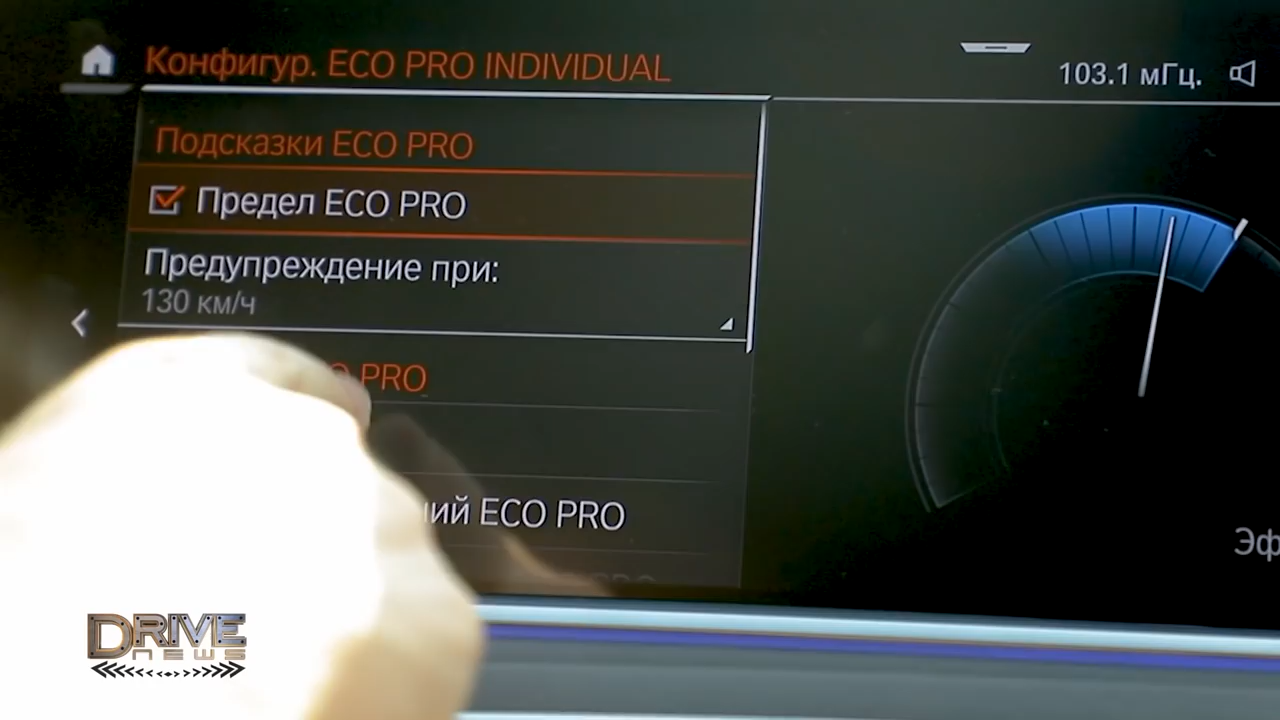 Конфигур. ECO PRO INDIVIDUAL
103.1 мГц.
Подсказки ECO PRO
Предел ECO PRO
Предупреждение при:
130 км/ч
PRO
ECO PRO
DRIVE
NEWS